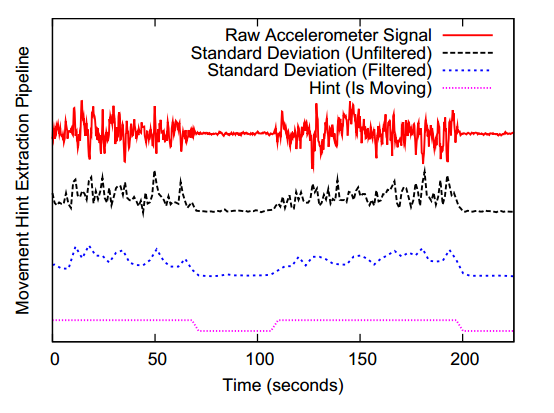 Raw Accelerometer Signal
Standard Deviation (Unfiltered)
Standard Deviation (Filtered)
Hint (Is Moving)
Movement Hint Extraction Pipeline
0 50 100 150 200
Time (seconds)